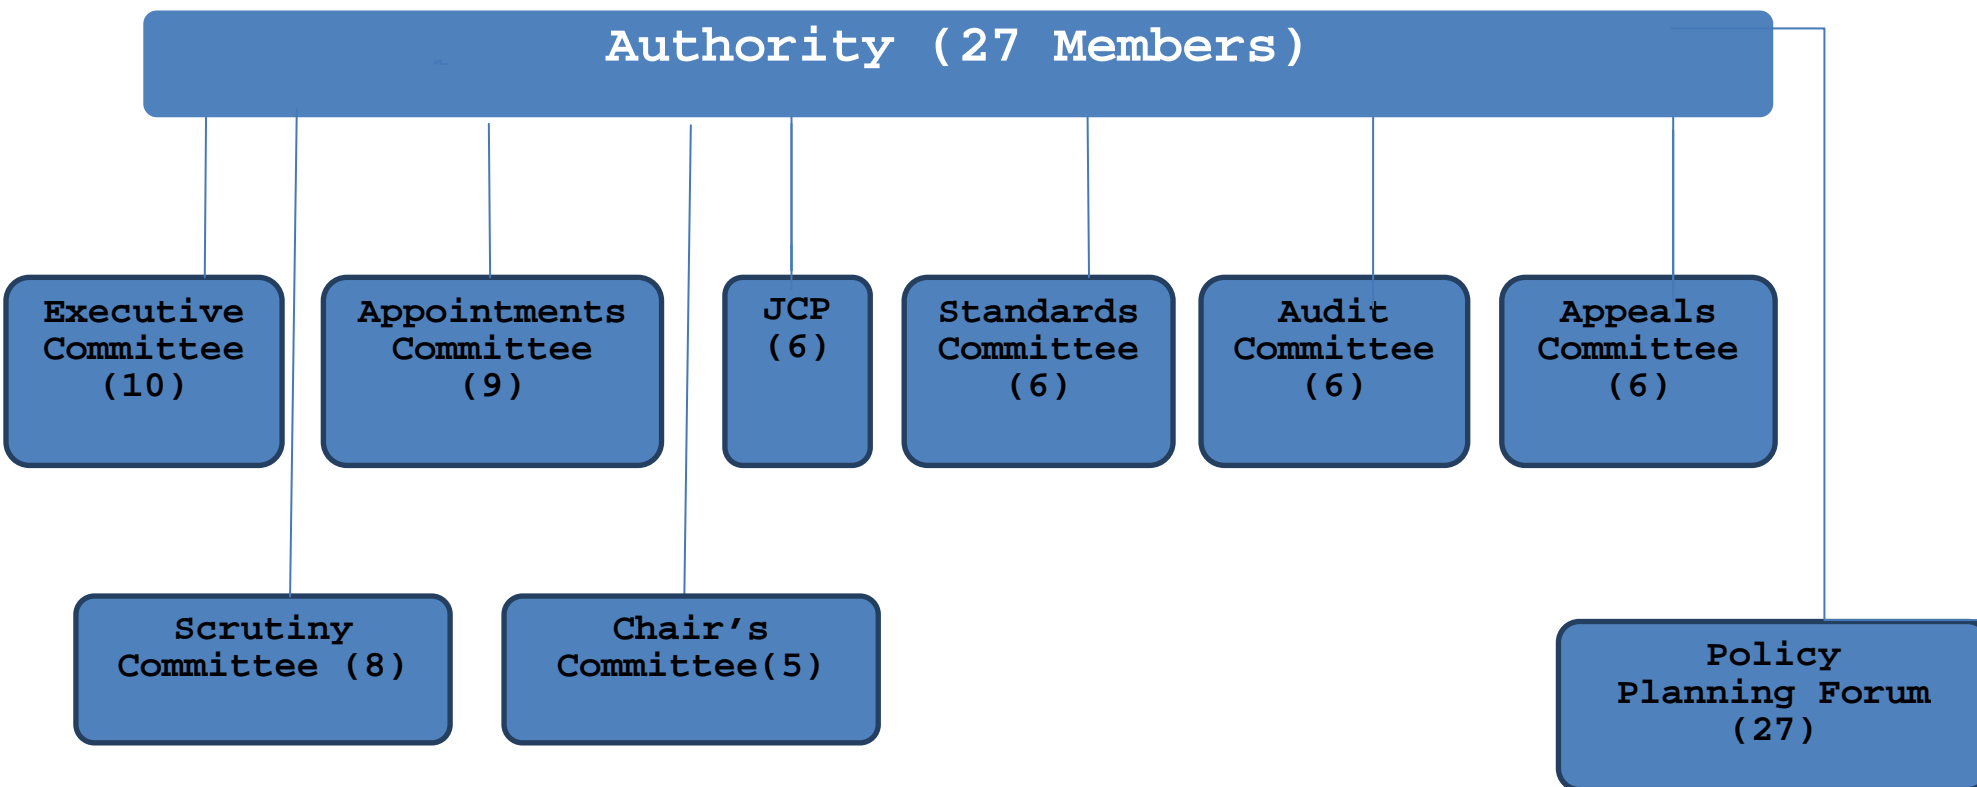 Authority (27 Members)
Executive
Committee
(10)
Appointments
Committee
(9)
JCP
(6)
Standards
Committee
(6)
Audit
Committee
(6)
Appeals
Committee
(6)
Scrutiny
Committee (8)
Chair’s
Committee(5)
Policy
Planning Forum
(27)